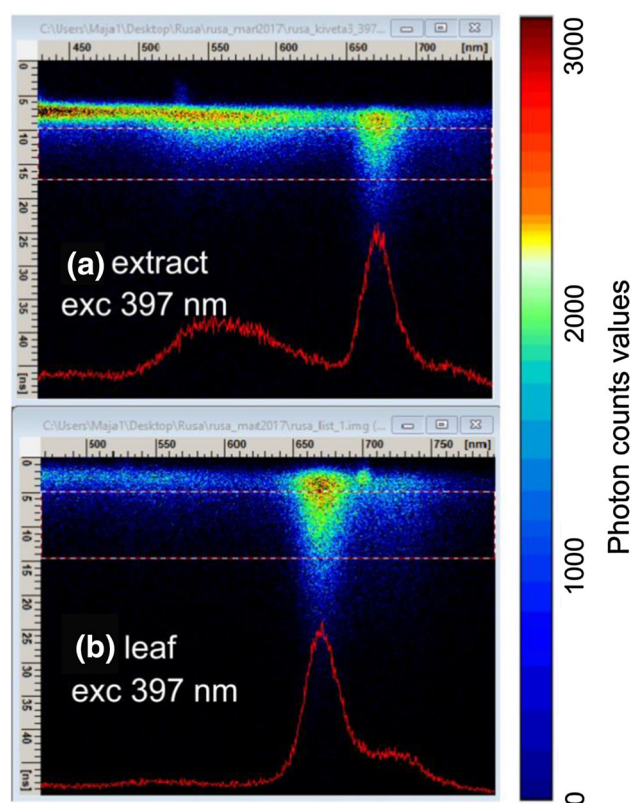 C:\Users\Maja1\Desktop\Rusa\rusa_mart2017\rusa_kiveta3_397...
450 500 550 600 650 700 [nm]
0
5
10
15
20
25
30
35
40
[ns]
(a) extract
exc 397 nm
C:\Users\Maja1\Desktop\Rusa\rusa_mart2017\rusa_list_1.img (...
500 550 600 650 700 750 [nm]
0
5
10
15
20
25
30
35
40
[ns]
(b) leaf
exc 397 nm
3000
2000
1000
0
Photon counts values